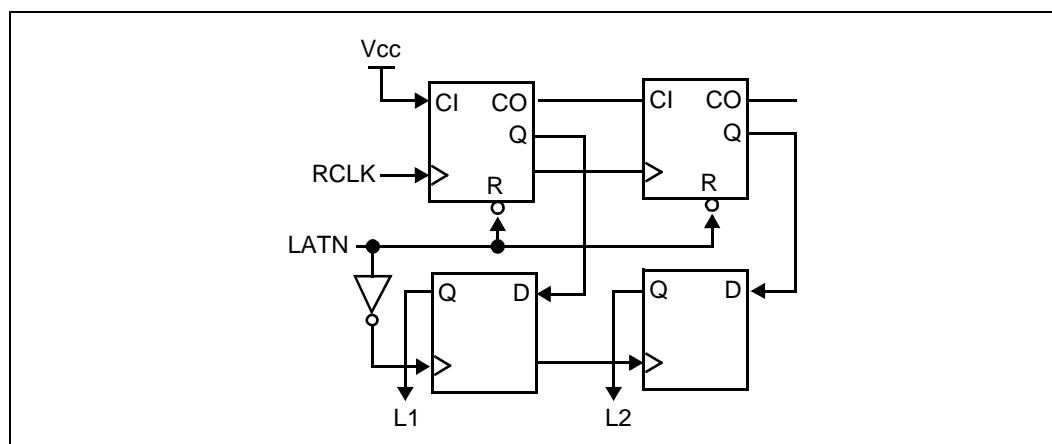 Vcc
CI CO
Q
R
RCLK
CI CO
Q
R
LATN
Q D
Q D
L1
L2